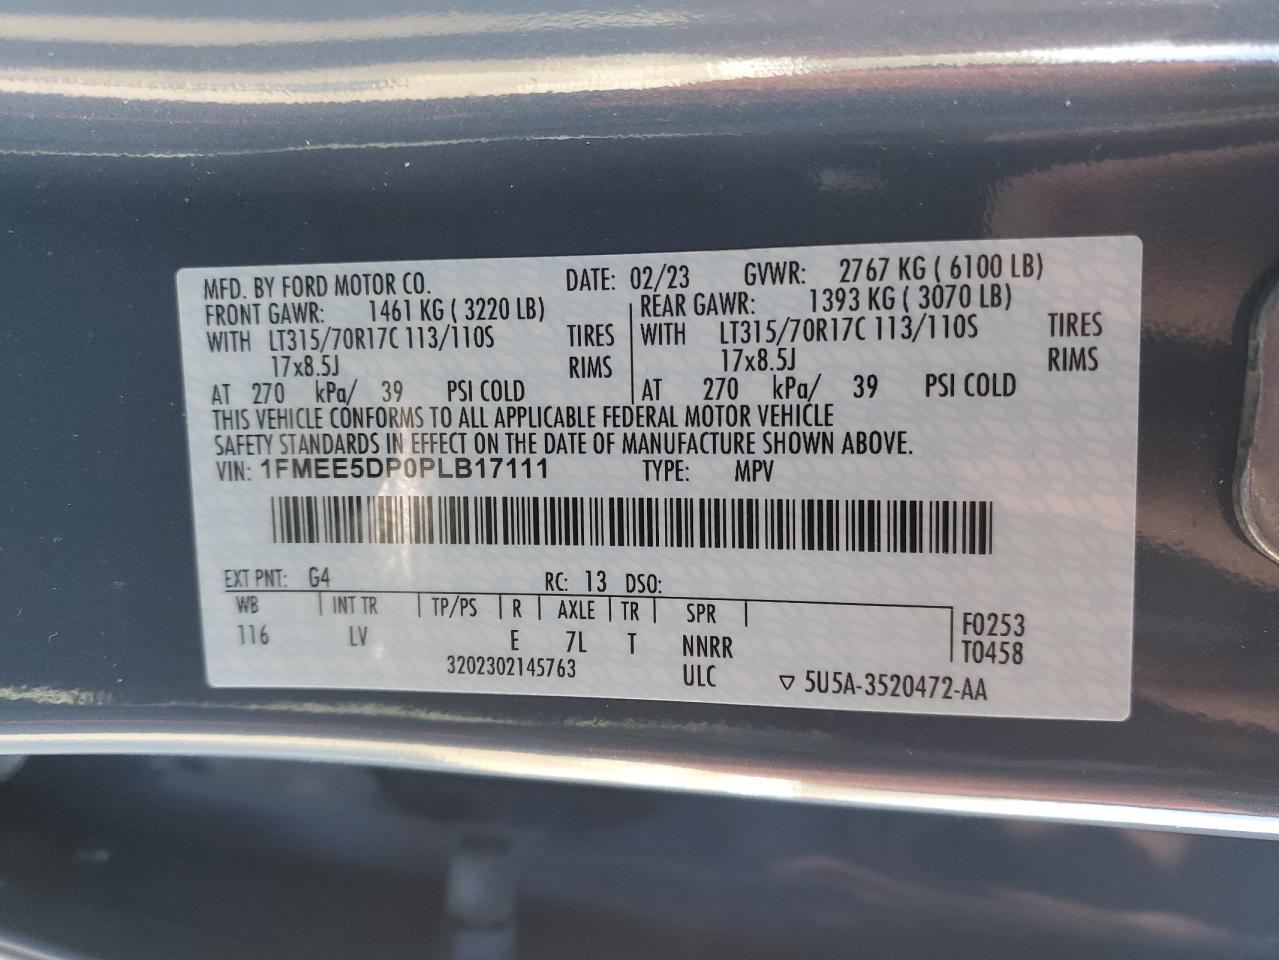 MFD. BY FORD MOTOR CO. DATE: 02/23 GVWR: 2767 KG ( 6100 LB)
FRONT GAWR: 1461 KG ( 3220 LB) REAR GAWR: 1393 KG ( 3070 LB)
WITH LT315/70R17C 113/110S TIRES WITH LT315/70R17C 113/110S TIRES
17x8.5J RIMS 17x8.5J RIMS
AT 270 kPa/ 39 PSI COLD AT 270 kPa/ 39 PSI COLD
THIS VEHICLE CONFORMS TO ALL APPLICABLE FEDERAL MOTOR VEHICLE
SAFETY STANDARDS IN EFFECT ON THE DATE OF MANUFACTURE SHOWN ABOVE.
VIN: 1FMEE5DP0PLB17111 TYPE: MPV
EXT PNT: G4 RC: 13 DSO:
WB INT TR TP/PS R AXLE TR SPR F0253
116 LV E 7L T NNRR T0458
3202302145763 ULC ▽ 5U5A-3520472-AA